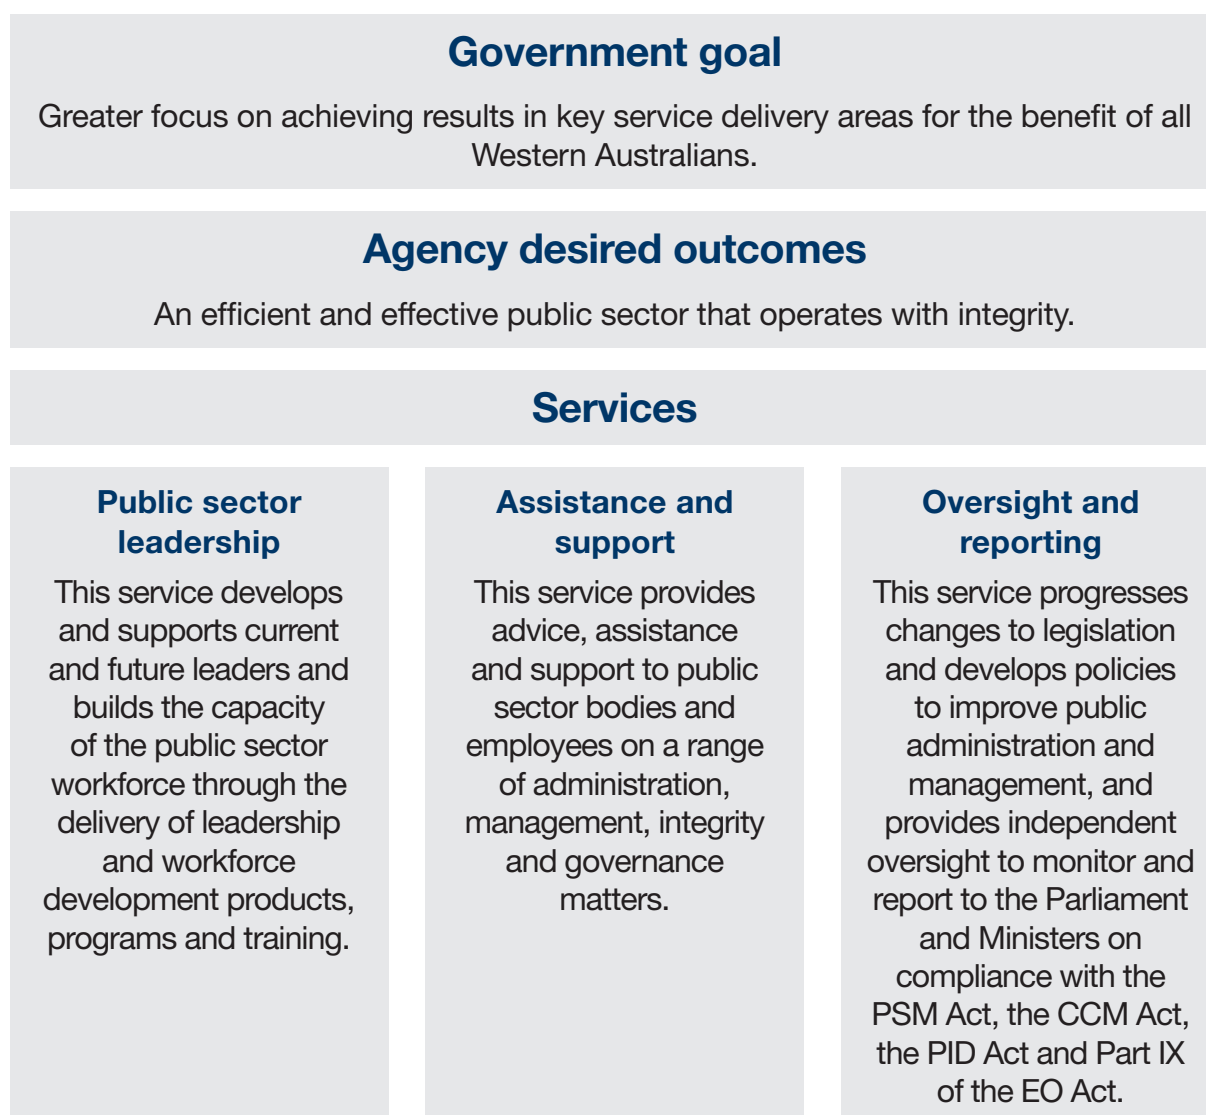 Government goal
Greater focus on achieving results in key service delivery areas for the benefit of all
Western Australians.
Agency desired outcomes
An efficient and effective public sector that operates with integrity.
Services
Public sector
leadership
This service develops
and supports current
and future leaders and
builds the capacity
of the public sector
workforce through the
delivery of leadership
and workforce
development products,
programs and training.
Assistance and
support
This service provides
advice, assistance
and support to public
sector bodies and
employees on a range
of administration,
management, integrity
and governance
matters.
Oversight and
reporting
This service progresses
changes to legislation
and develops policies
to improve public
administration and
management, and
provides independent
oversight to monitor and
report to the Parliament
and Ministers on
compliance with the
PSM Act, the CCM Act,
the PID Act and Part IX
of the EO Act.